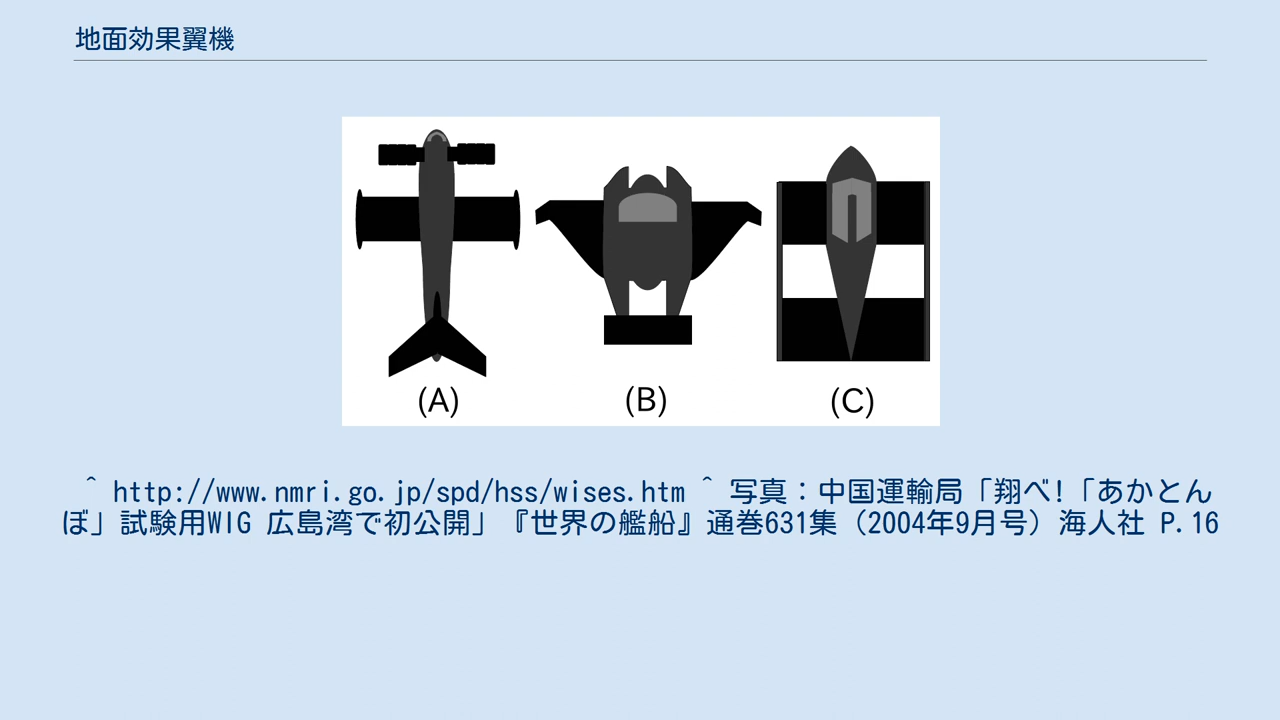 地面効果翼機
(A)
(B)
(C)
^ http://www.nmri.go.jp/spd/hss/wises.htm ^ 写真：中国運輸局「翔べ!「あかとん
ぼ」試験用WIG 広島湾で初公開」『世界の艦船』通巻631集（2004年9月号）海人社 P.16